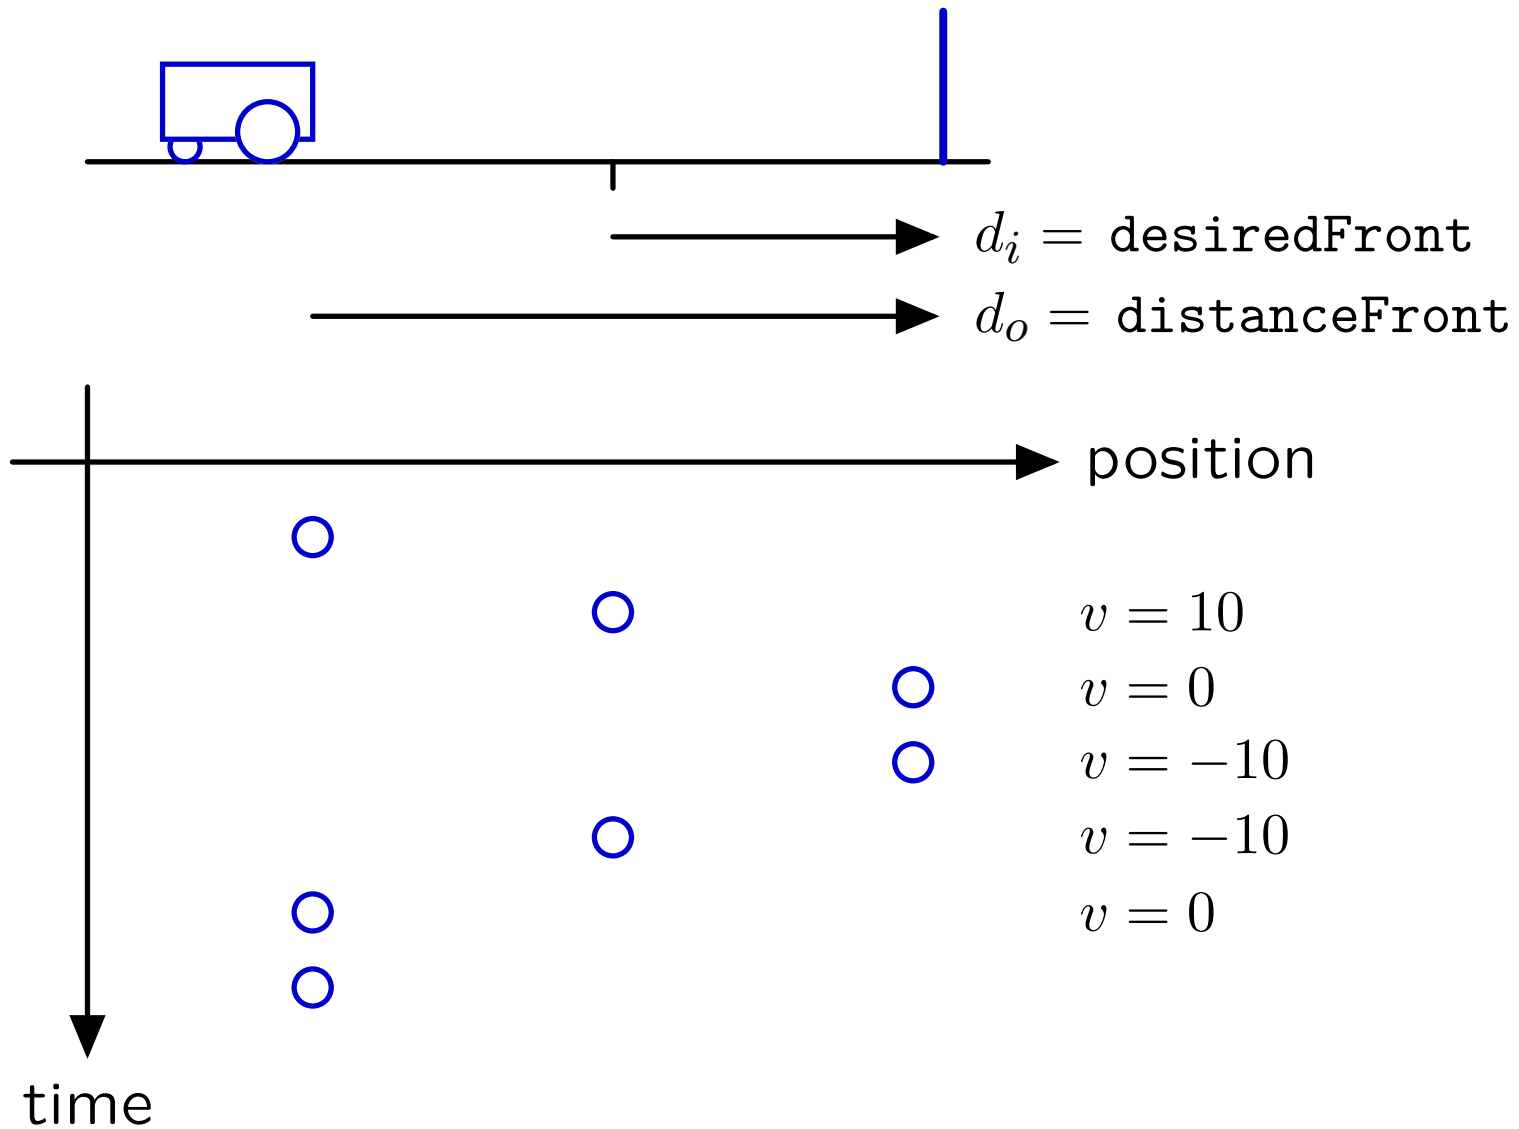 d_i = desiredFront
d_o = distanceFront
position
v = 10
v = 0
v = −10
v = −10
v = 0
time